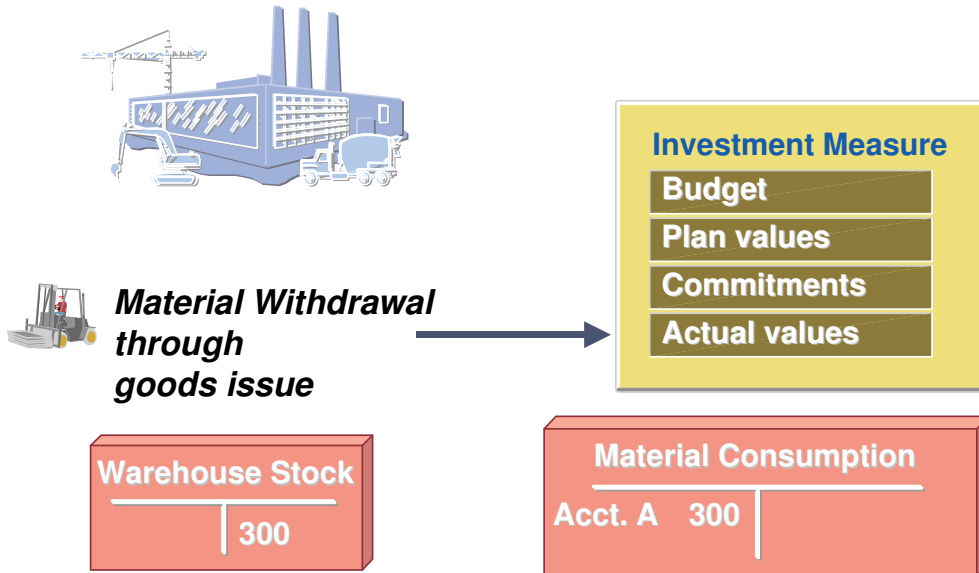 Investment Measure
Budget
Plan values
Commitments
Actual values
Material Withdrawal
through
goods issue
Warehouse Stock
300
Material Consumption
Acct. A 300